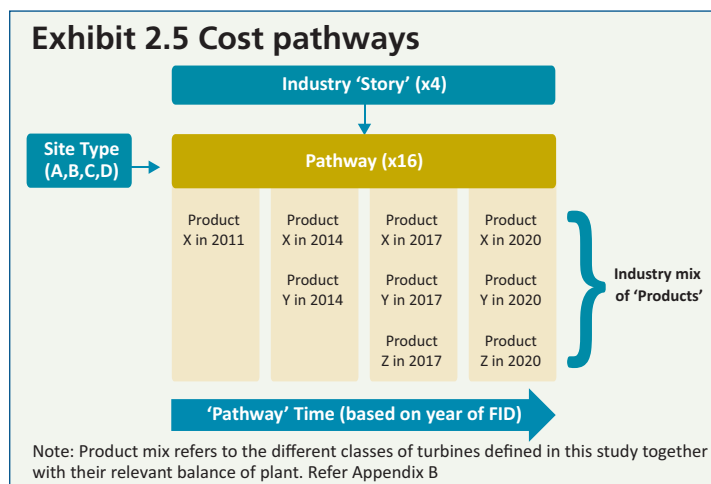 Exhibit 2.5 Cost pathways
Industry ‘Story’ (x4)
Site Type
(A,B,C,D)
Pathway (x16)
Product
X in 2011
Product
X in 2014
Product
X in 2017
Product
X in 2020
Product
Y in 2014
Product
Y in 2017
Product
Y in 2020
Product
Z in 2017
Product
Z in 2020
Industry mix
of ‘Products’
‘Pathway’ Time (based on year of FID)
Note: Product mix refers to the different classes of turbines defined in this study together
with their relevant balance of plant. Refer Appendix B